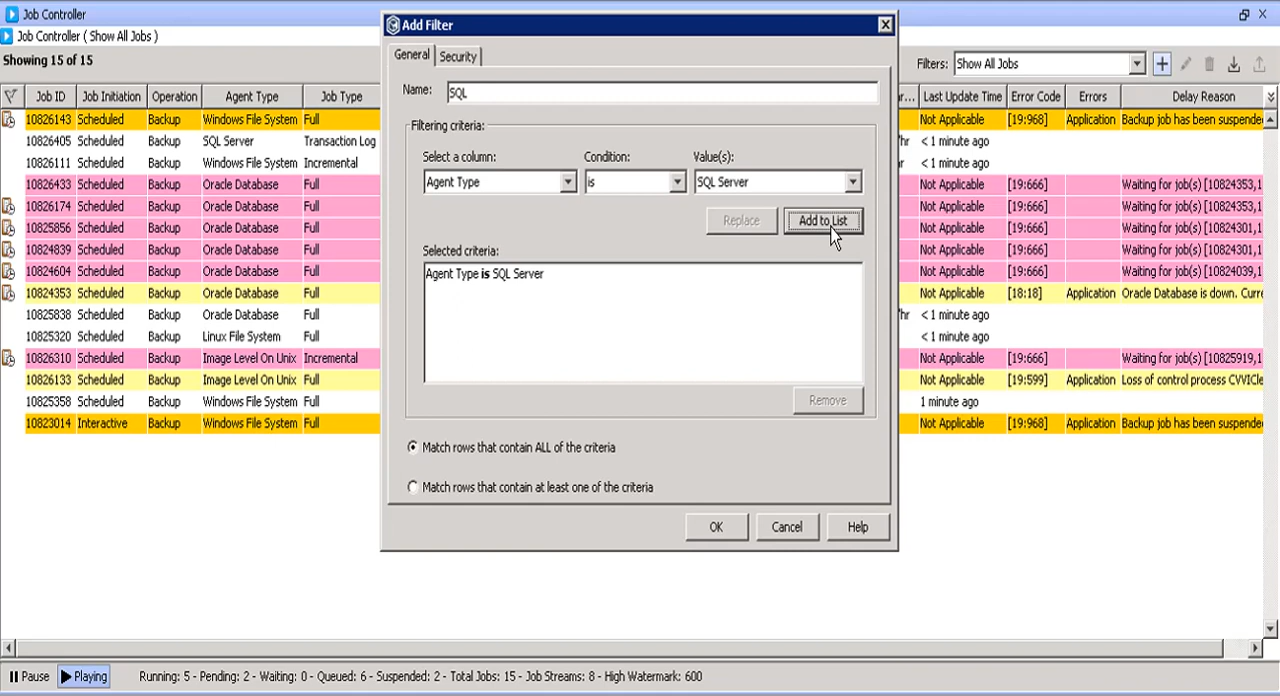 Job Controller
Job Controller ( Show All Jobs )
Showing 15 of 15
Filters: Show All Jobs
Job ID Job Initiation Operation Agent Type Job Type Last Update Time Error Code Errors Delay Reason
10826143 Scheduled Backup Windows File System Full Not Applicable [19:968] Application Backup job has been suspende
10826405 Scheduled Backup SQL Server Transaction Log < 1 minute ago
10826111 Scheduled Backup Windows File System Incremental < 1 minute ago
10826433 Scheduled Backup Oracle Database Full Not Applicable [19:666] Waiting for job(s) [10824353,1
10826174 Scheduled Backup Oracle Database Full Not Applicable [19:666] Waiting for job(s) [10824353,1
10825856 Scheduled Backup Oracle Database Full Not Applicable [19:666] Waiting for job(s) [10824301,1
10824839 Scheduled Backup Oracle Database Full Not Applicable [19:666] Waiting for job(s) [10824301,1
10824604 Scheduled Backup Oracle Database Full Not Applicable [19:666] Waiting for job(s) [10824039,1
10824353 Scheduled Backup Oracle Database Full Not Applicable [18:18] Application Oracle Database is down. Curre
10825838 Scheduled Backup Oracle Database Full /hr < 1 minute ago
10825320 Scheduled Backup Linux File System Full < 1 minute ago
10826310 Scheduled Backup Image Level On Unix Incremental Not Applicable [19:666] Waiting for job(s) [10825919,1
10826133 Scheduled Backup Image Level On Unix Full Not Applicable [19:599] Application Loss of control process CVVICle
10825358 Scheduled Backup Windows File System Full 1 minute ago
10823014 Interactive Backup Windows File System Full Not Applicable [19:968] Application Backup job has been suspende
Add Filter
General Security
Name: SQL
Filtering criteria:
Select a column: Condition: Value(s):
Agent Type is SQL Server
Replace Add to List
Selected criteria:
Agent Type is SQL Server
Remove
Match rows that contain ALL of the criteria
Match rows that contain at least one of the criteria
OK Cancel Help
Pause Playing Running: 5 - Pending: 2 - Waiting: 0 - Queued: 6 - Suspended: 2 - Total Jobs: 15 - Job Streams: 8 - High Watermark: 600